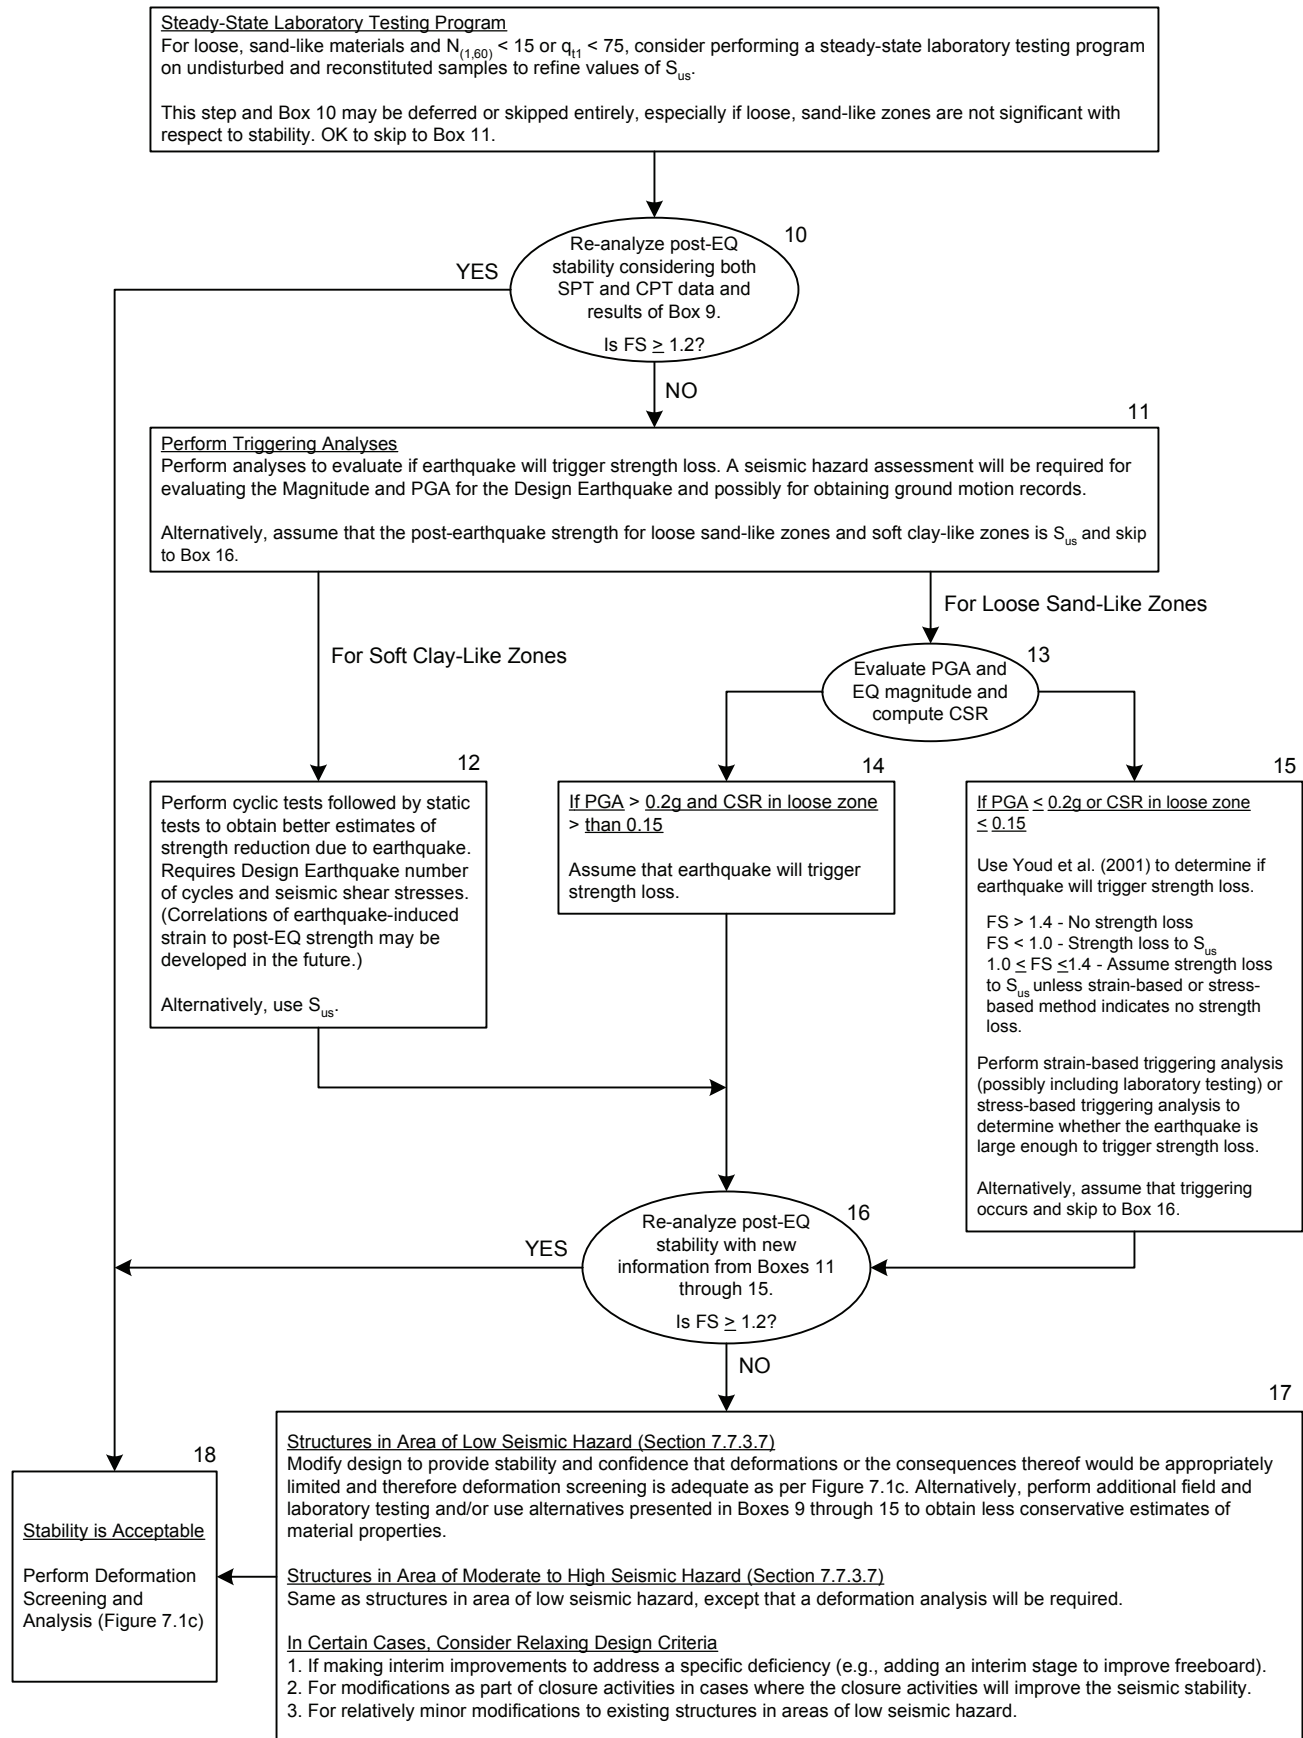 Steady-State Laboratory Testing Program
For loose, sand-like materials and N(1,60) < 15 or qt1 < 75, consider performing a steady-state laboratory testing program
on undisturbed and reconstituted samples to refine values of Sus.
This step and Box 10 may be deferred or skipped entirely, especially if loose, sand-like zones are not significant with
respect to stability. OK to skip to Box 11.
10
Re-analyze post-EQ
stability considering both
SPT and CPT data and
results of Box 9.
Is FS ≥ 1.2?
YES
NO
11
Perform Triggering Analyses
Perform analyses to evaluate if earthquake will trigger strength loss. A seismic hazard assessment will be required for
evaluating the Magnitude and PGA for the Design Earthquake and possibly for obtaining ground motion records.
Alternatively, assume that the post-earthquake strength for loose sand-like zones and soft clay-like zones is Sus and skip
to Box 16.
For Loose Sand-Like Zones
For Soft Clay-Like Zones
13
Evaluate PGA and
EQ magnitude and
compute CSR
12
Perform cyclic tests followed by static
tests to obtain better estimates of
strength reduction due to earthquake.
Requires Design Earthquake number
of cycles and seismic shear stresses.
(Correlations of earthquake-induced
strain to post-EQ strength may be
developed in the future.)
Alternatively, use Sus.
14
If PGA > 0.2g and CSR in loose zone
> than 0.15
Assume that earthquake will trigger
strength loss.
15
If PGA ≤ 0.2g or CSR in loose zone
≤ 0.15
Use Youd et al. (2001) to determine if
earthquake will trigger strength loss.
FS > 1.4 - No strength loss
FS < 1.0 - Strength loss to Sus
1.0 ≤ FS ≤1.4 - Assume strength loss
to Sus unless strain-based or stress-
based method indicates no strength
loss.
Perform strain-based triggering analysis
(possibly including laboratory testing) or
stress-based triggering analysis to
determine whether the earthquake is
large enough to trigger strength loss.
Alternatively, assume that triggering
occurs and skip to Box 16.
16
Re-analyze post-EQ
stability with new
information from Boxes 11
through 15.
Is FS ≥ 1.2?
YES
NO
17
Structures in Area of Low Seismic Hazard (Section 7.7.3.7)
Modify design to provide stability and confidence that deformations or the consequences thereof would be appropriately
limited and therefore deformation screening is adequate as per Figure 7.1c. Alternatively, perform additional field and
laboratory testing and/or use alternatives presented in Boxes 9 through 15 to obtain less conservative estimates of
material properties.
Structures in Area of Moderate to High Seismic Hazard (Section 7.7.3.7)
Same as structures in area of low seismic hazard, except that a deformation analysis will be required.
In Certain Cases, Consider Relaxing Design Criteria
1. If making interim improvements to address a specific deficiency (e.g., adding an interim stage to improve freeboard).
2. For modifications as part of closure activities in cases where the closure activities will improve the seismic stability.
3. For relatively minor modifications to existing structures in areas of low seismic hazard.
18
Stability is Acceptable
Perform Deformation
Screening and
Analysis (Figure 7.1c)